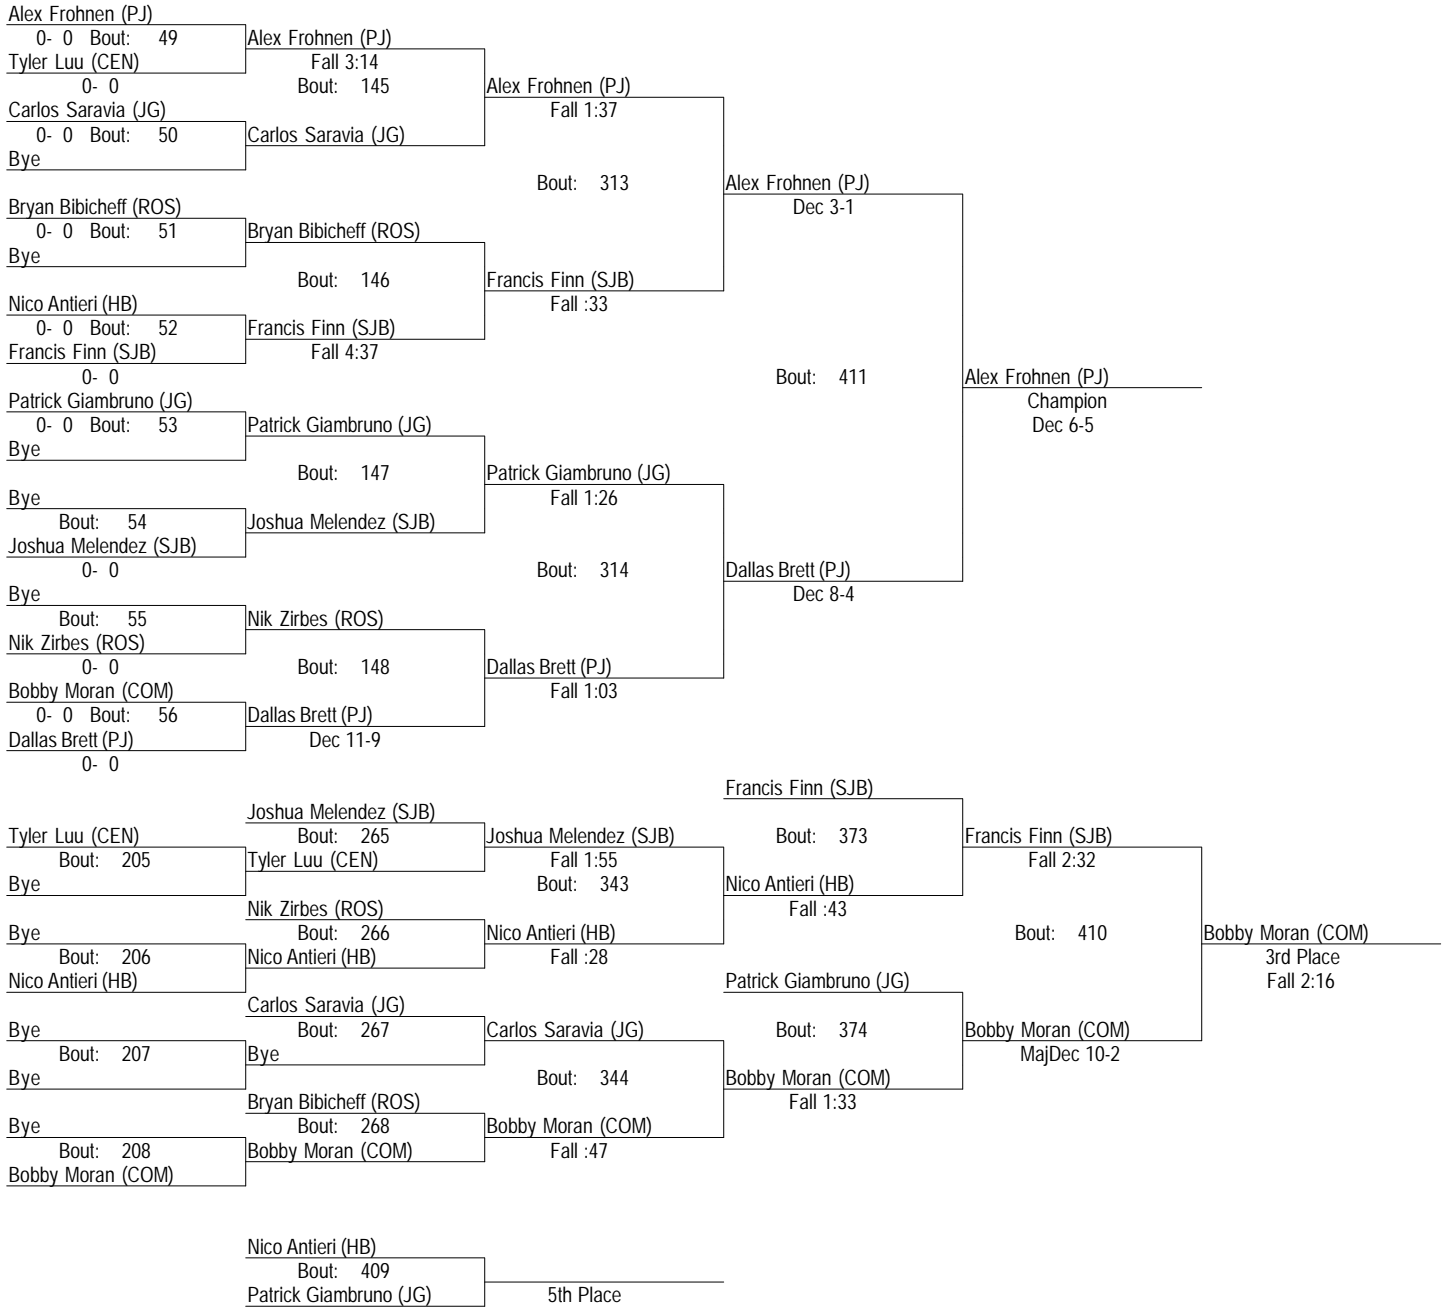 Alex Frohnen (PJ)
0- 0 Bout: 49
Alex Frohnen (PJ)
Tyler Luu (CEN)
Fall 3:14
0- 0
Bout: 145
Alex Frohnen (PJ)
Carlos Saravia (JG)
Fall 1:37
0- 0 Bout: 50
Carlos Saravia (JG)
Bye
Bout: 313
Alex Frohnen (PJ)
Bryan Bibicheff (ROS)
Dec 3-1
0- 0 Bout: 51
Bryan Bibicheff (ROS)
Bye
Bout: 146
Francis Finn (SJB)
Nico Antieri (HB)
Fall :33
0- 0 Bout: 52
Francis Finn (SJB)
Francis Finn (SJB)
Fall 4:37
0- 0
Bout: 411
Alex Frohnen (PJ)
Patrick Giambruno (JG)
Champion
0- 0 Bout: 53
Patrick Giambruno (JG)
Dec 6-5
Bye
Bout: 147
Patrick Giambruno (JG)
Bye
Fall 1:26
Bout: 54
Joshua Melendez (SJB)
Joshua Melendez (SJB)
0- 0
Bout: 314
Dallas Brett (PJ)
Bye
Dec 8-4
Bout: 55
Nik Zirbes (ROS)
Nik Zirbes (ROS)
0- 0
Bout: 148
Dallas Brett (PJ)
Bobby Moran (COM)
Fall 1:03
0- 0 Bout: 56
Dallas Brett (PJ)
Dallas Brett (PJ)
Dec 11-9
0- 0
Francis Finn (SJB)
Joshua Melendez (SJB)
Tyler Luu (CEN)
Bout: 265
Joshua Melendez (SJB)
Bout: 373
Francis Finn (SJB)
Bout: 205
Tyler Luu (CEN)
Fall 1:55
Fall 2:32
Bye
Bout: 343
Nico Antieri (HB)
Nik Zirbes (ROS)
Fall :43
Bye
Bout: 266
Nico Antieri (HB)
Bout: 410
Bobby Moran (COM)
Bout: 206
Nico Antieri (HB)
Fall :28
3rd Place
Nico Antieri (HB)
Patrick Giambruno (JG)
Fall 2:16
Carlos Saravia (JG)
Bye
Bout: 267
Carlos Saravia (JG)
Bout: 374
Bobby Moran (COM)
Bout: 207
Bye
MajDec 10-2
Bye
Bout: 344
Bobby Moran (COM)
Bryan Bibicheff (ROS)
Fall 1:33
Bye
Bout: 268
Bobby Moran (COM)
Bout: 208
Bobby Moran (COM)
Fall :47
Bobby Moran (COM)
Nico Antieri (HB)
Bout: 409
Patrick Giambruno (JG)
5th Place